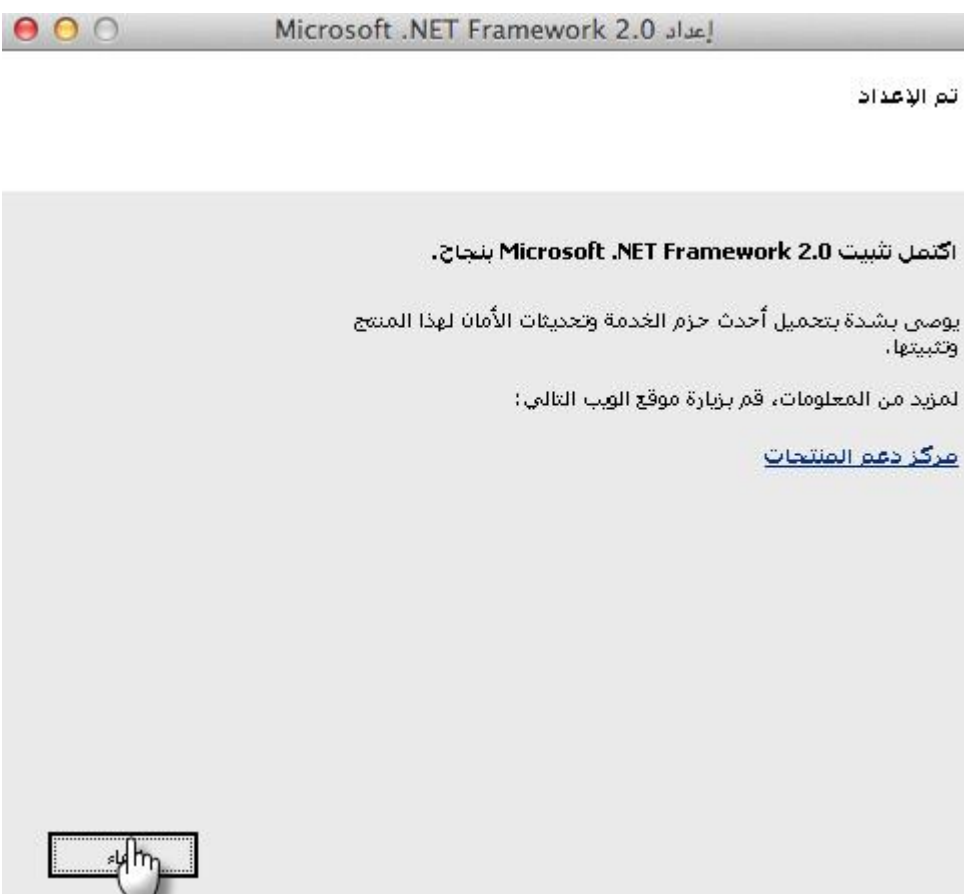 إعداد Microsoft .NET Framework 2.0
تم الإعداد
اكتمل تثبيت Microsoft .NET Framework 2.0 بنجاح.
يوصى بشدة بتحميل أحدث حزم الخدمة وتحديثات الأمان لهذا المنتج
وتثبيتها.
لمزيد من المعلومات، قم بزيارة موقع الويب التالي:
مركز دعم المنتجات